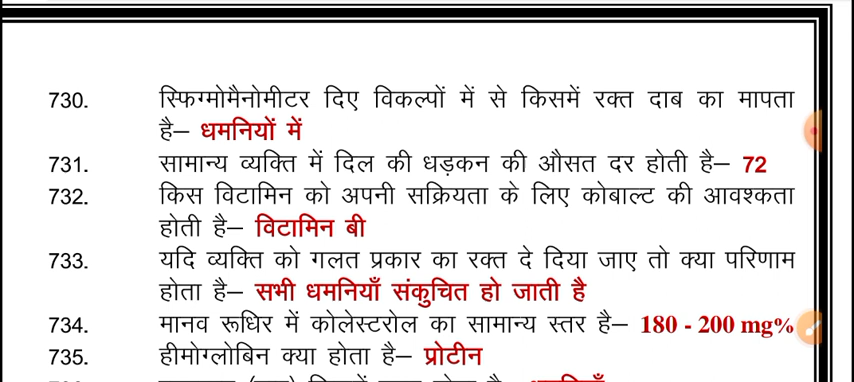 730. स्फिग्मोमैनोमीटर दिए विकल्पों में से किसमें रक्त दाब का मापता
है– धमनियों में
731. सामान्य व्यक्ति में दिल की धड़कन की औसत दर होती है– 72
732. किस विटामिन को अपनी सक्रियता के लिए कोबाल्ट की आवश्कता
होती है– विटामिन बी
733. यदि व्यक्ति को गलत प्रकार का रक्त दे दिया जाए तो क्या परिणाम
होता है– सभी धमनियाँ संकुचित हो जाती है
734. मानव रूधिर में कोलेस्टरोल का सामान्य स्तर है– 180 - 200 mg%
735. हीमोग्लोबिन क्या होता है– प्रोटीन